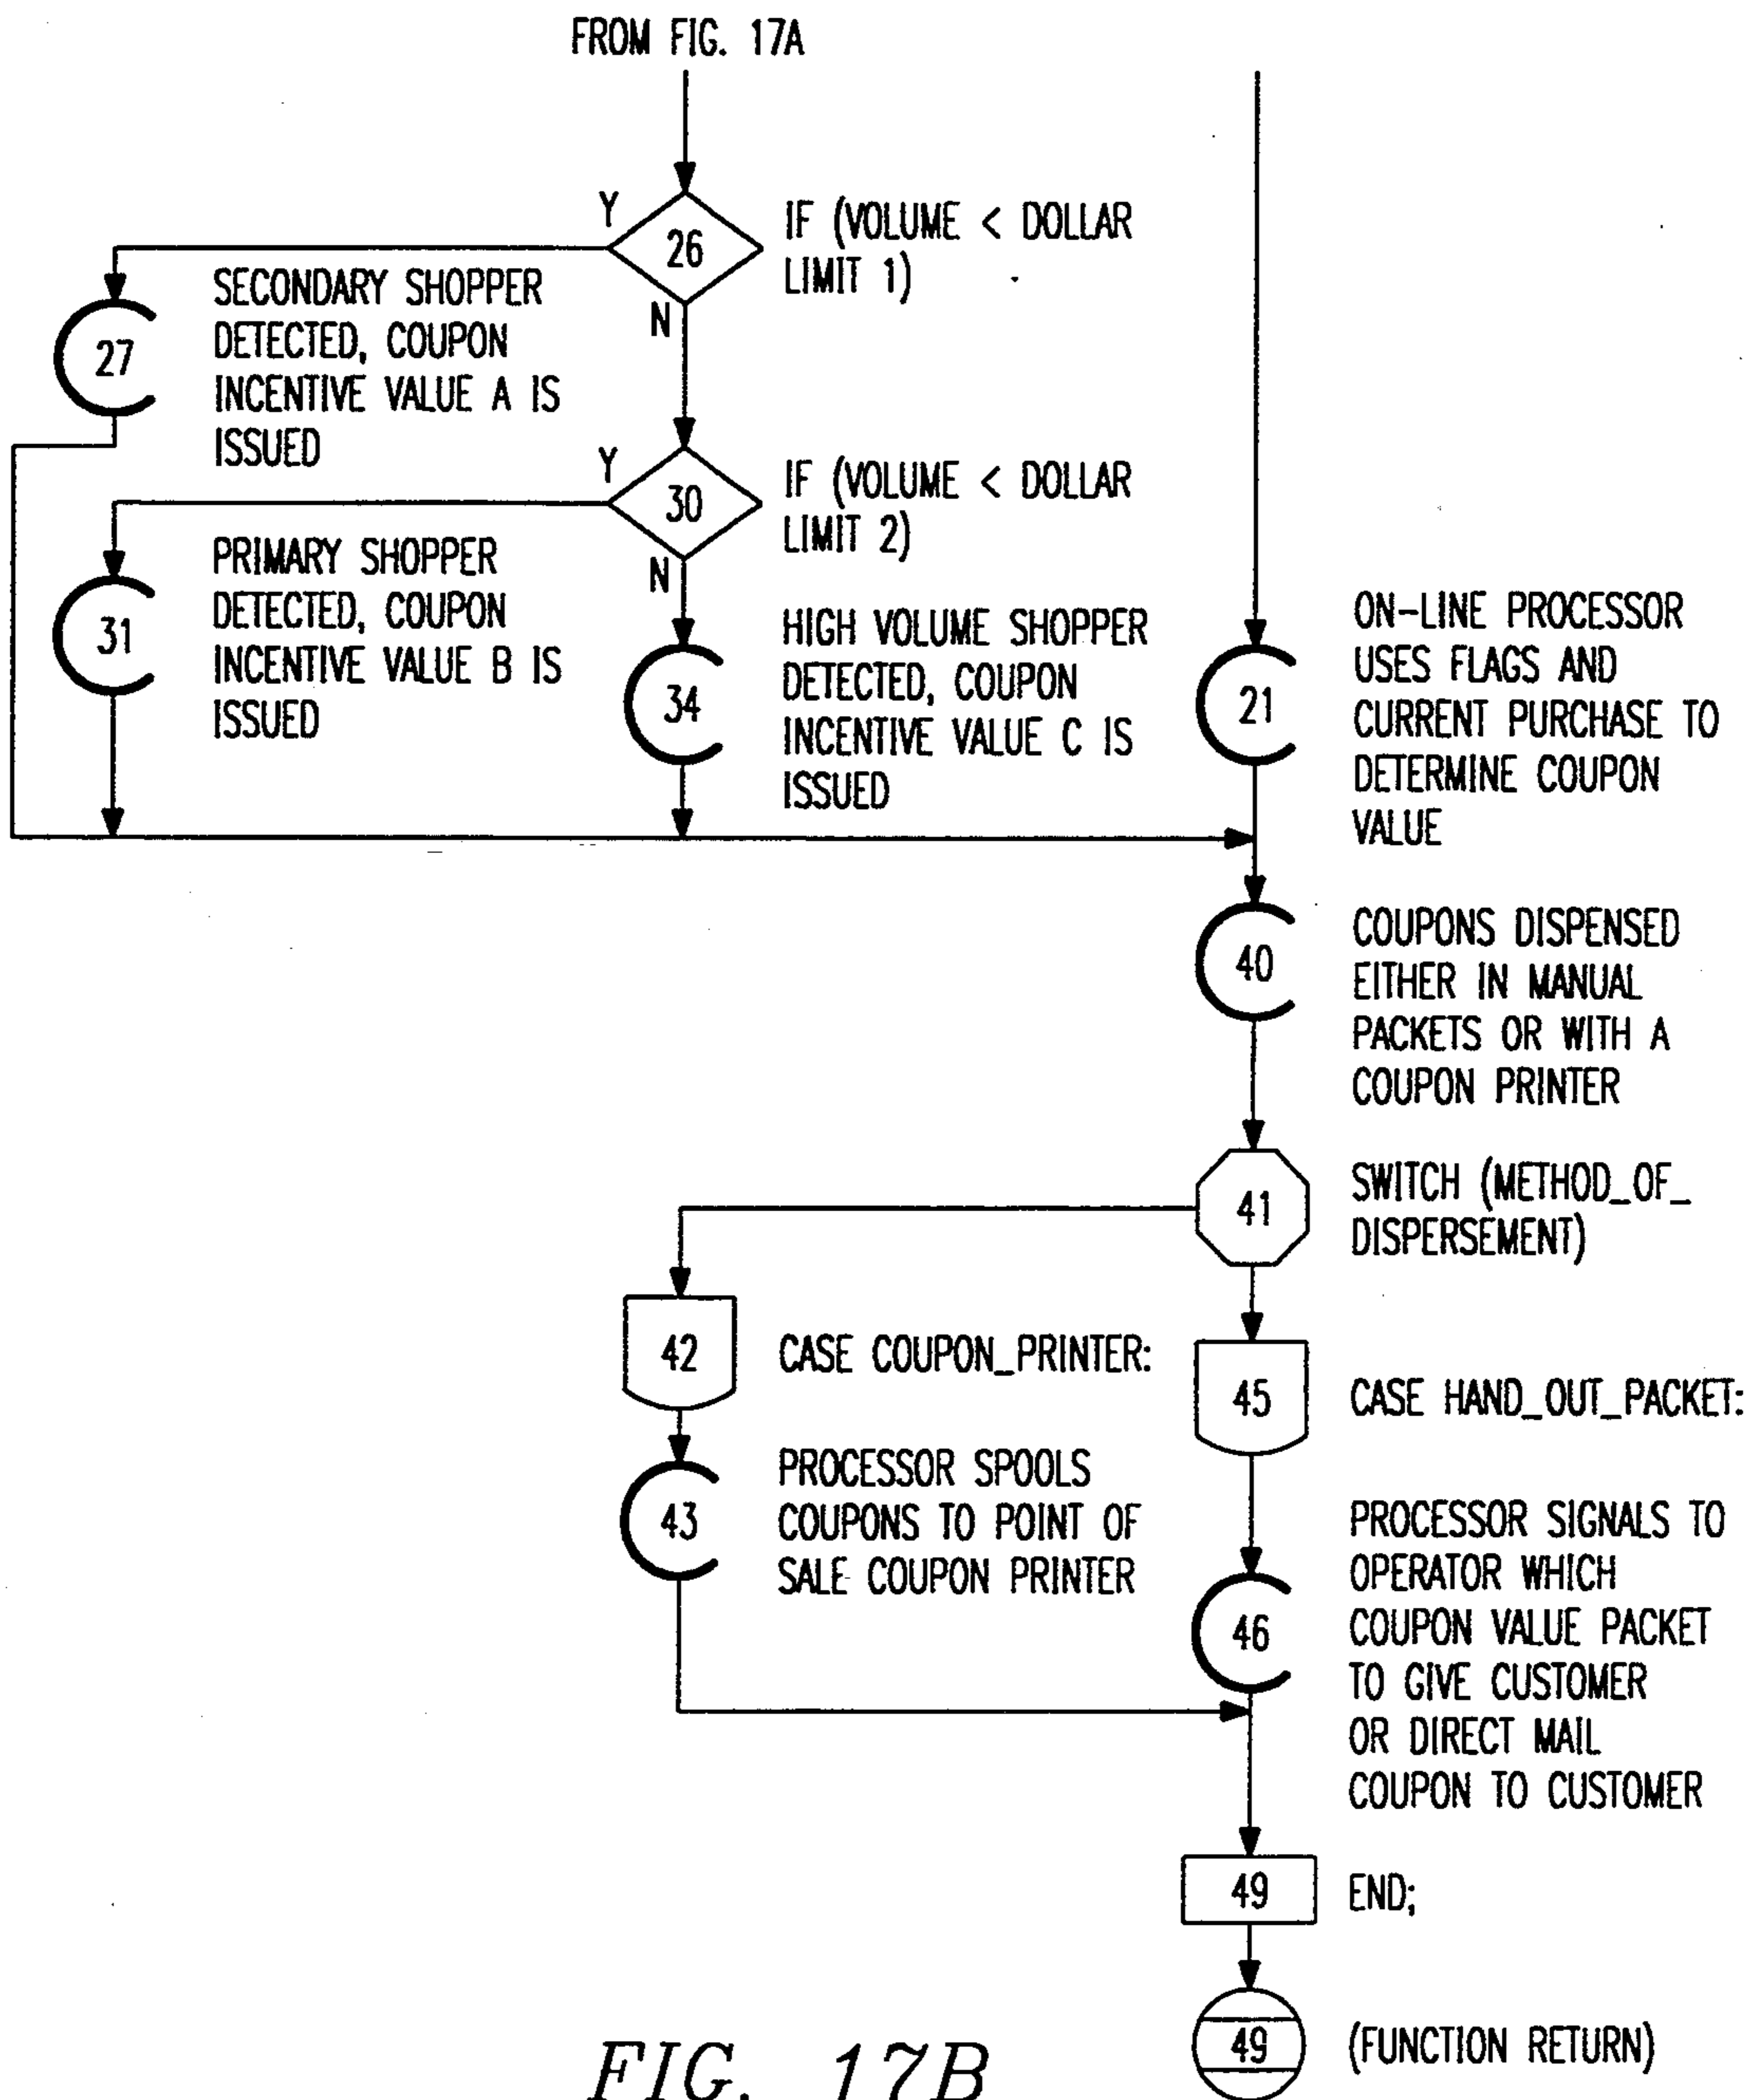 FROM FIG. 17A
Y
26
IF (VOLUME < DOLLAR
LIMIT 1)
N
27
SECONDARY SHOPPER
DETECTED, COUPON
INCENTIVE VALUE A IS
ISSUED
Y
30
IF (VOLUME < DOLLAR
LIMIT 2)
N
31
PRIMARY SHOPPER
DETECTED, COUPON
INCENTIVE VALUE B IS
ISSUED
34
HIGH VOLUME SHOPPER
DETECTED, COUPON
INCENTIVE VALUE C IS
ISSUED
21
ON-LINE PROCESSOR
USES FLAGS AND
CURRENT PURCHASE TO
DETERMINE COUPON
VALUE
40
COUPONS DISPENSED
EITHER IN MANUAL
PACKETS OR WITH A
COUPON PRINTER
41
SWITCH (METHOD_OF_
DISPERSEMENT)
42
CASE COUPON_PRINTER:
45
CASE HAND_OUT_PACKET:
43
PROCESSOR SPOOLS
COUPONS TO POINT OF
SALE COUPON PRINTER
46
PROCESSOR SIGNALS TO
OPERATOR WHICH
COUPON VALUE PACKET
TO GIVE CUSTOMER
OR DIRECT MAIL
COUPON TO CUSTOMER
49
END;
49
(FUNCTION RETURN)
FIG. 17B